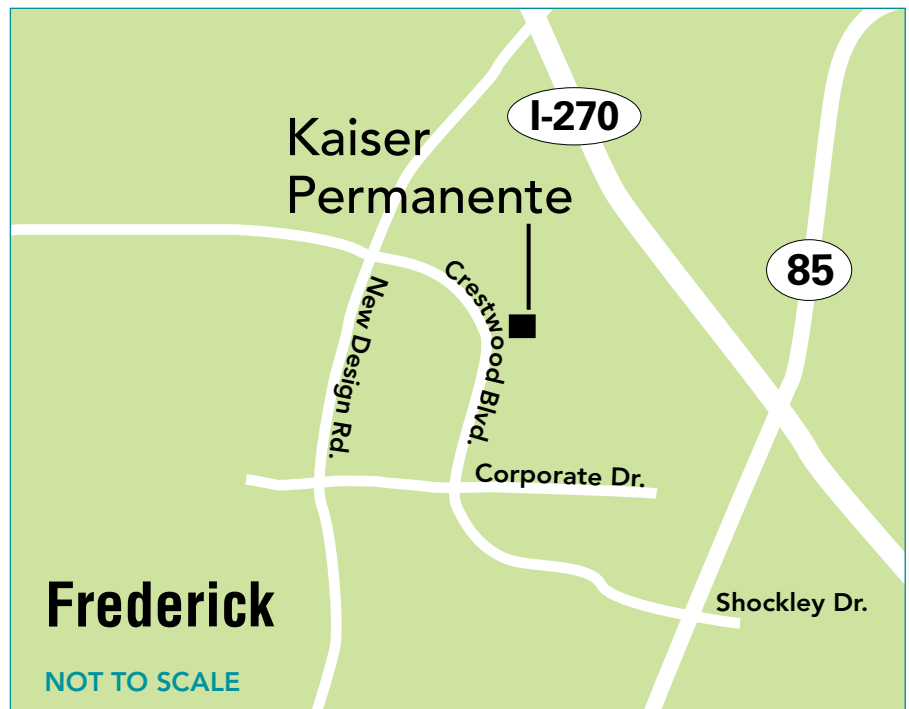 I-270
Kaiser
Permanente
85
Crestwood Blvd.
New Design Rd.
Corporate Dr.
Frederick
Shockley Dr.
NOT TO SCALE